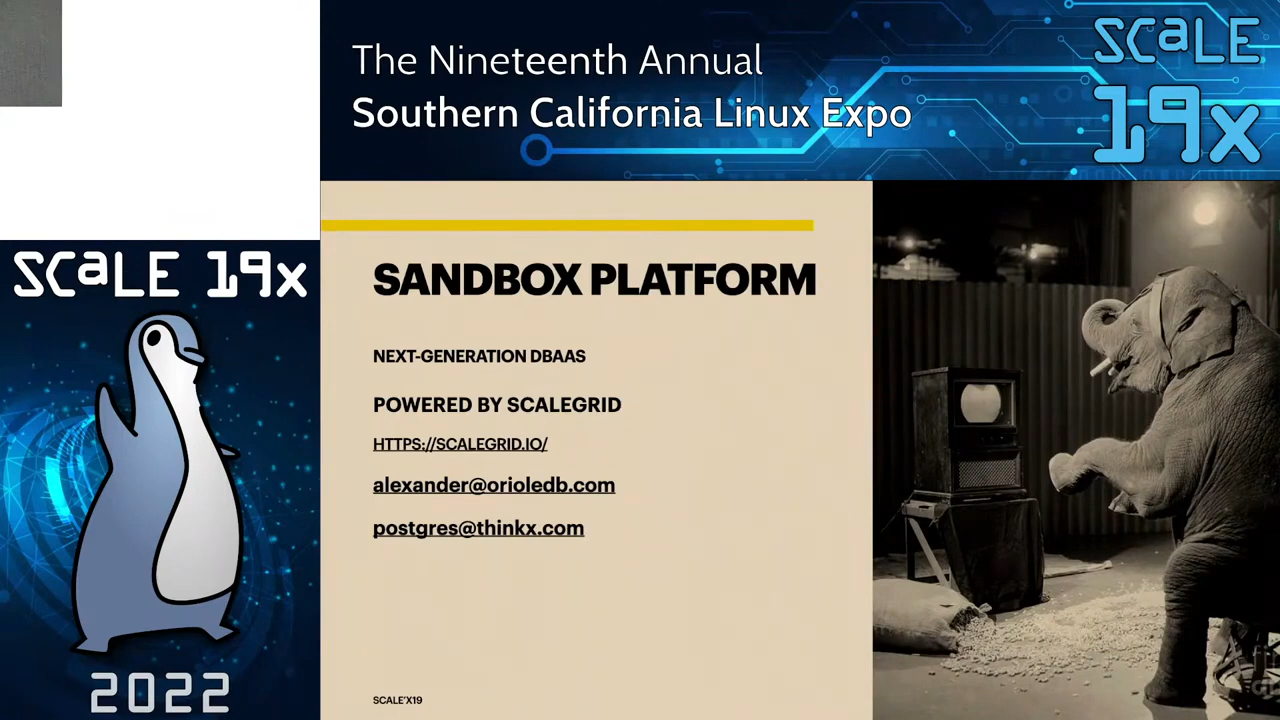 The Nineteenth Annual
Southern California Linux Expo
SCaLE
19x
SCaLE 19x
2022
SANDBOX PLATFORM
NEXT-GENERATION DBAAS
POWERED BY SCALEGRID
HTTPS://SCALEGRID.IO/
alexander@orioledb.com
postgres@thinkx.com
SCALE'X19